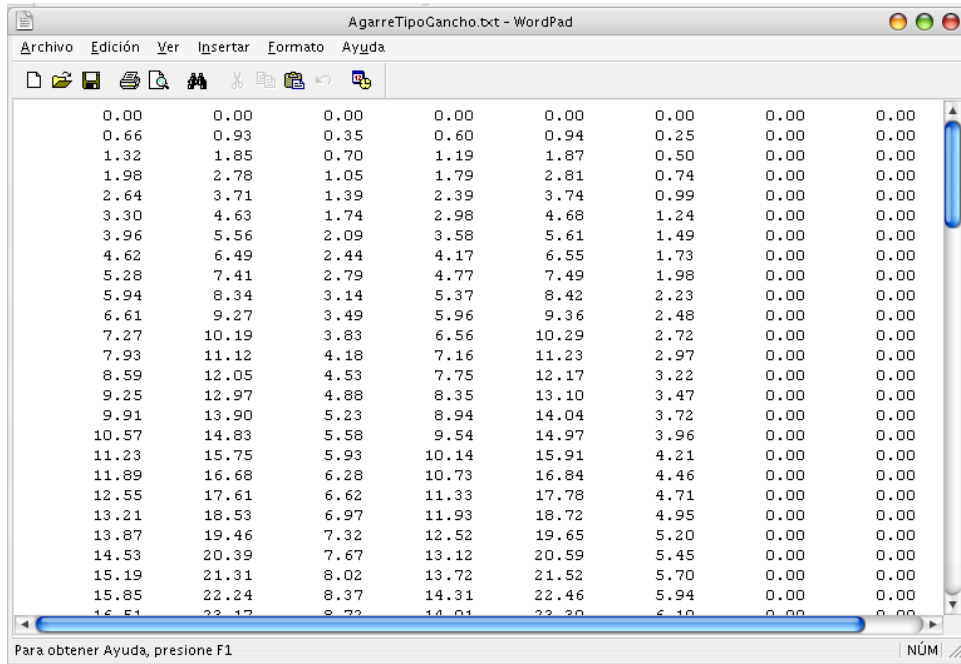 AgarreTipoGancho.txt - WordPad
Archivo Edición Ver Insertar Formato Ayuda
0.00 0.00 0.00 0.00 0.00 0.00 0.00 0.00
0.66 0.93 0.35 0.60 0.94 0.25 0.00 0.00
1.32 1.85 0.70 1.19 1.87 0.50 0.00 0.00
1.98 2.78 1.05 1.79 2.81 0.74 0.00 0.00
2.64 3.71 1.39 2.39 3.74 0.99 0.00 0.00
3.30 4.63 1.74 2.98 4.68 1.24 0.00 0.00
3.96 5.56 2.09 3.58 5.61 1.49 0.00 0.00
4.62 6.49 2.44 4.17 6.55 1.73 0.00 0.00
5.28 7.41 2.79 4.77 7.49 1.98 0.00 0.00
5.94 8.34 3.14 5.37 8.42 2.23 0.00 0.00
6.61 9.27 3.49 5.96 9.36 2.48 0.00 0.00
7.27 10.19 3.83 6.56 10.29 2.72 0.00 0.00
7.93 11.12 4.18 7.16 11.23 2.97 0.00 0.00
8.59 12.05 4.53 7.75 12.17 3.22 0.00 0.00
9.25 12.97 4.88 8.35 13.10 3.47 0.00 0.00
9.91 13.90 5.23 8.94 14.04 3.72 0.00 0.00
10.57 14.83 5.58 9.54 14.97 3.96 0.00 0.00
11.23 15.75 5.93 10.14 15.91 4.21 0.00 0.00
11.89 16.68 6.28 10.73 16.84 4.46 0.00 0.00
12.55 17.61 6.62 11.33 17.78 4.71 0.00 0.00
13.21 18.53 6.97 11.93 18.72 4.95 0.00 0.00
13.87 19.46 7.32 12.52 19.65 5.20 0.00 0.00
14.53 20.39 7.67 13.12 20.59 5.45 0.00 0.00
15.19 21.31 8.02 13.72 21.52 5.70 0.00 0.00
15.85 22.24 8.37 14.31 22.46 5.94 0.00 0.00
Para obtener Ayuda, presione F1 NÚM